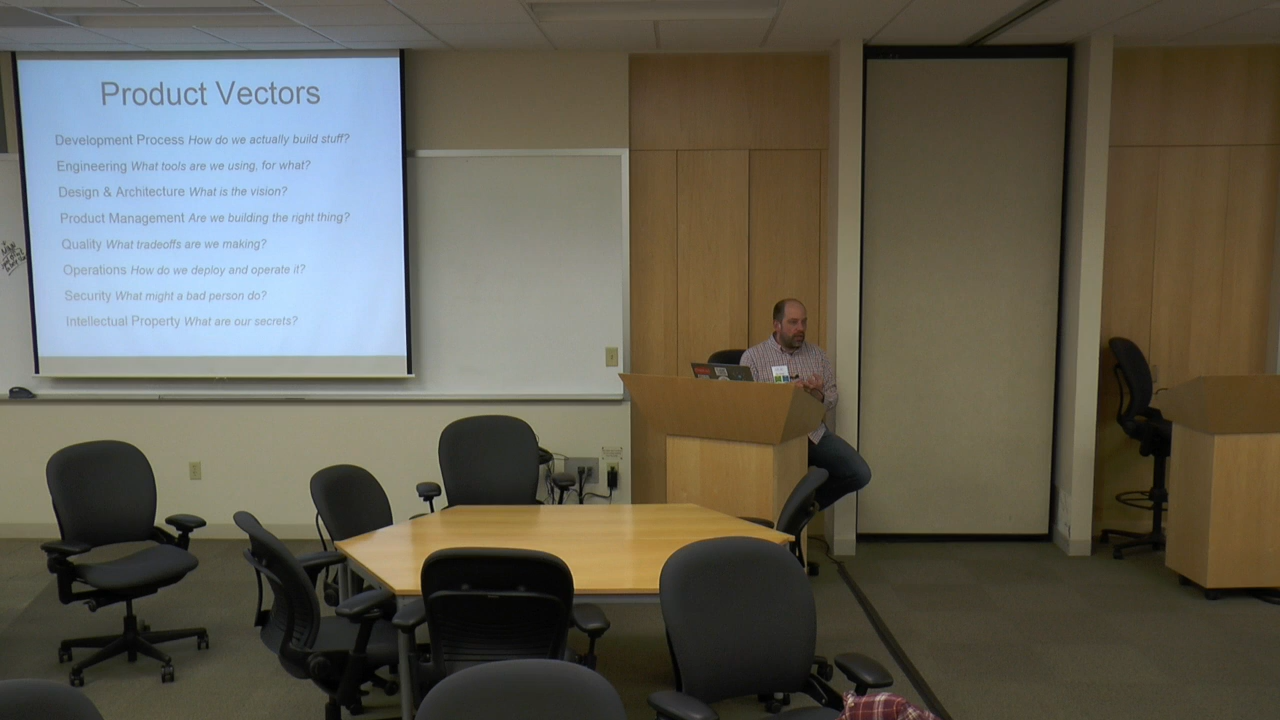 Product Vectors
Development Process How do we actually build stuff?
Engineering What tools are we using, for what?
Design & Architecture What is the vision?
Product Management Are we building the right thing?
Quality What tradeoffs are we making?
Operations How do we deploy and operate it?
Security What might a bad person do?
Intellectual Property What are our secrets?